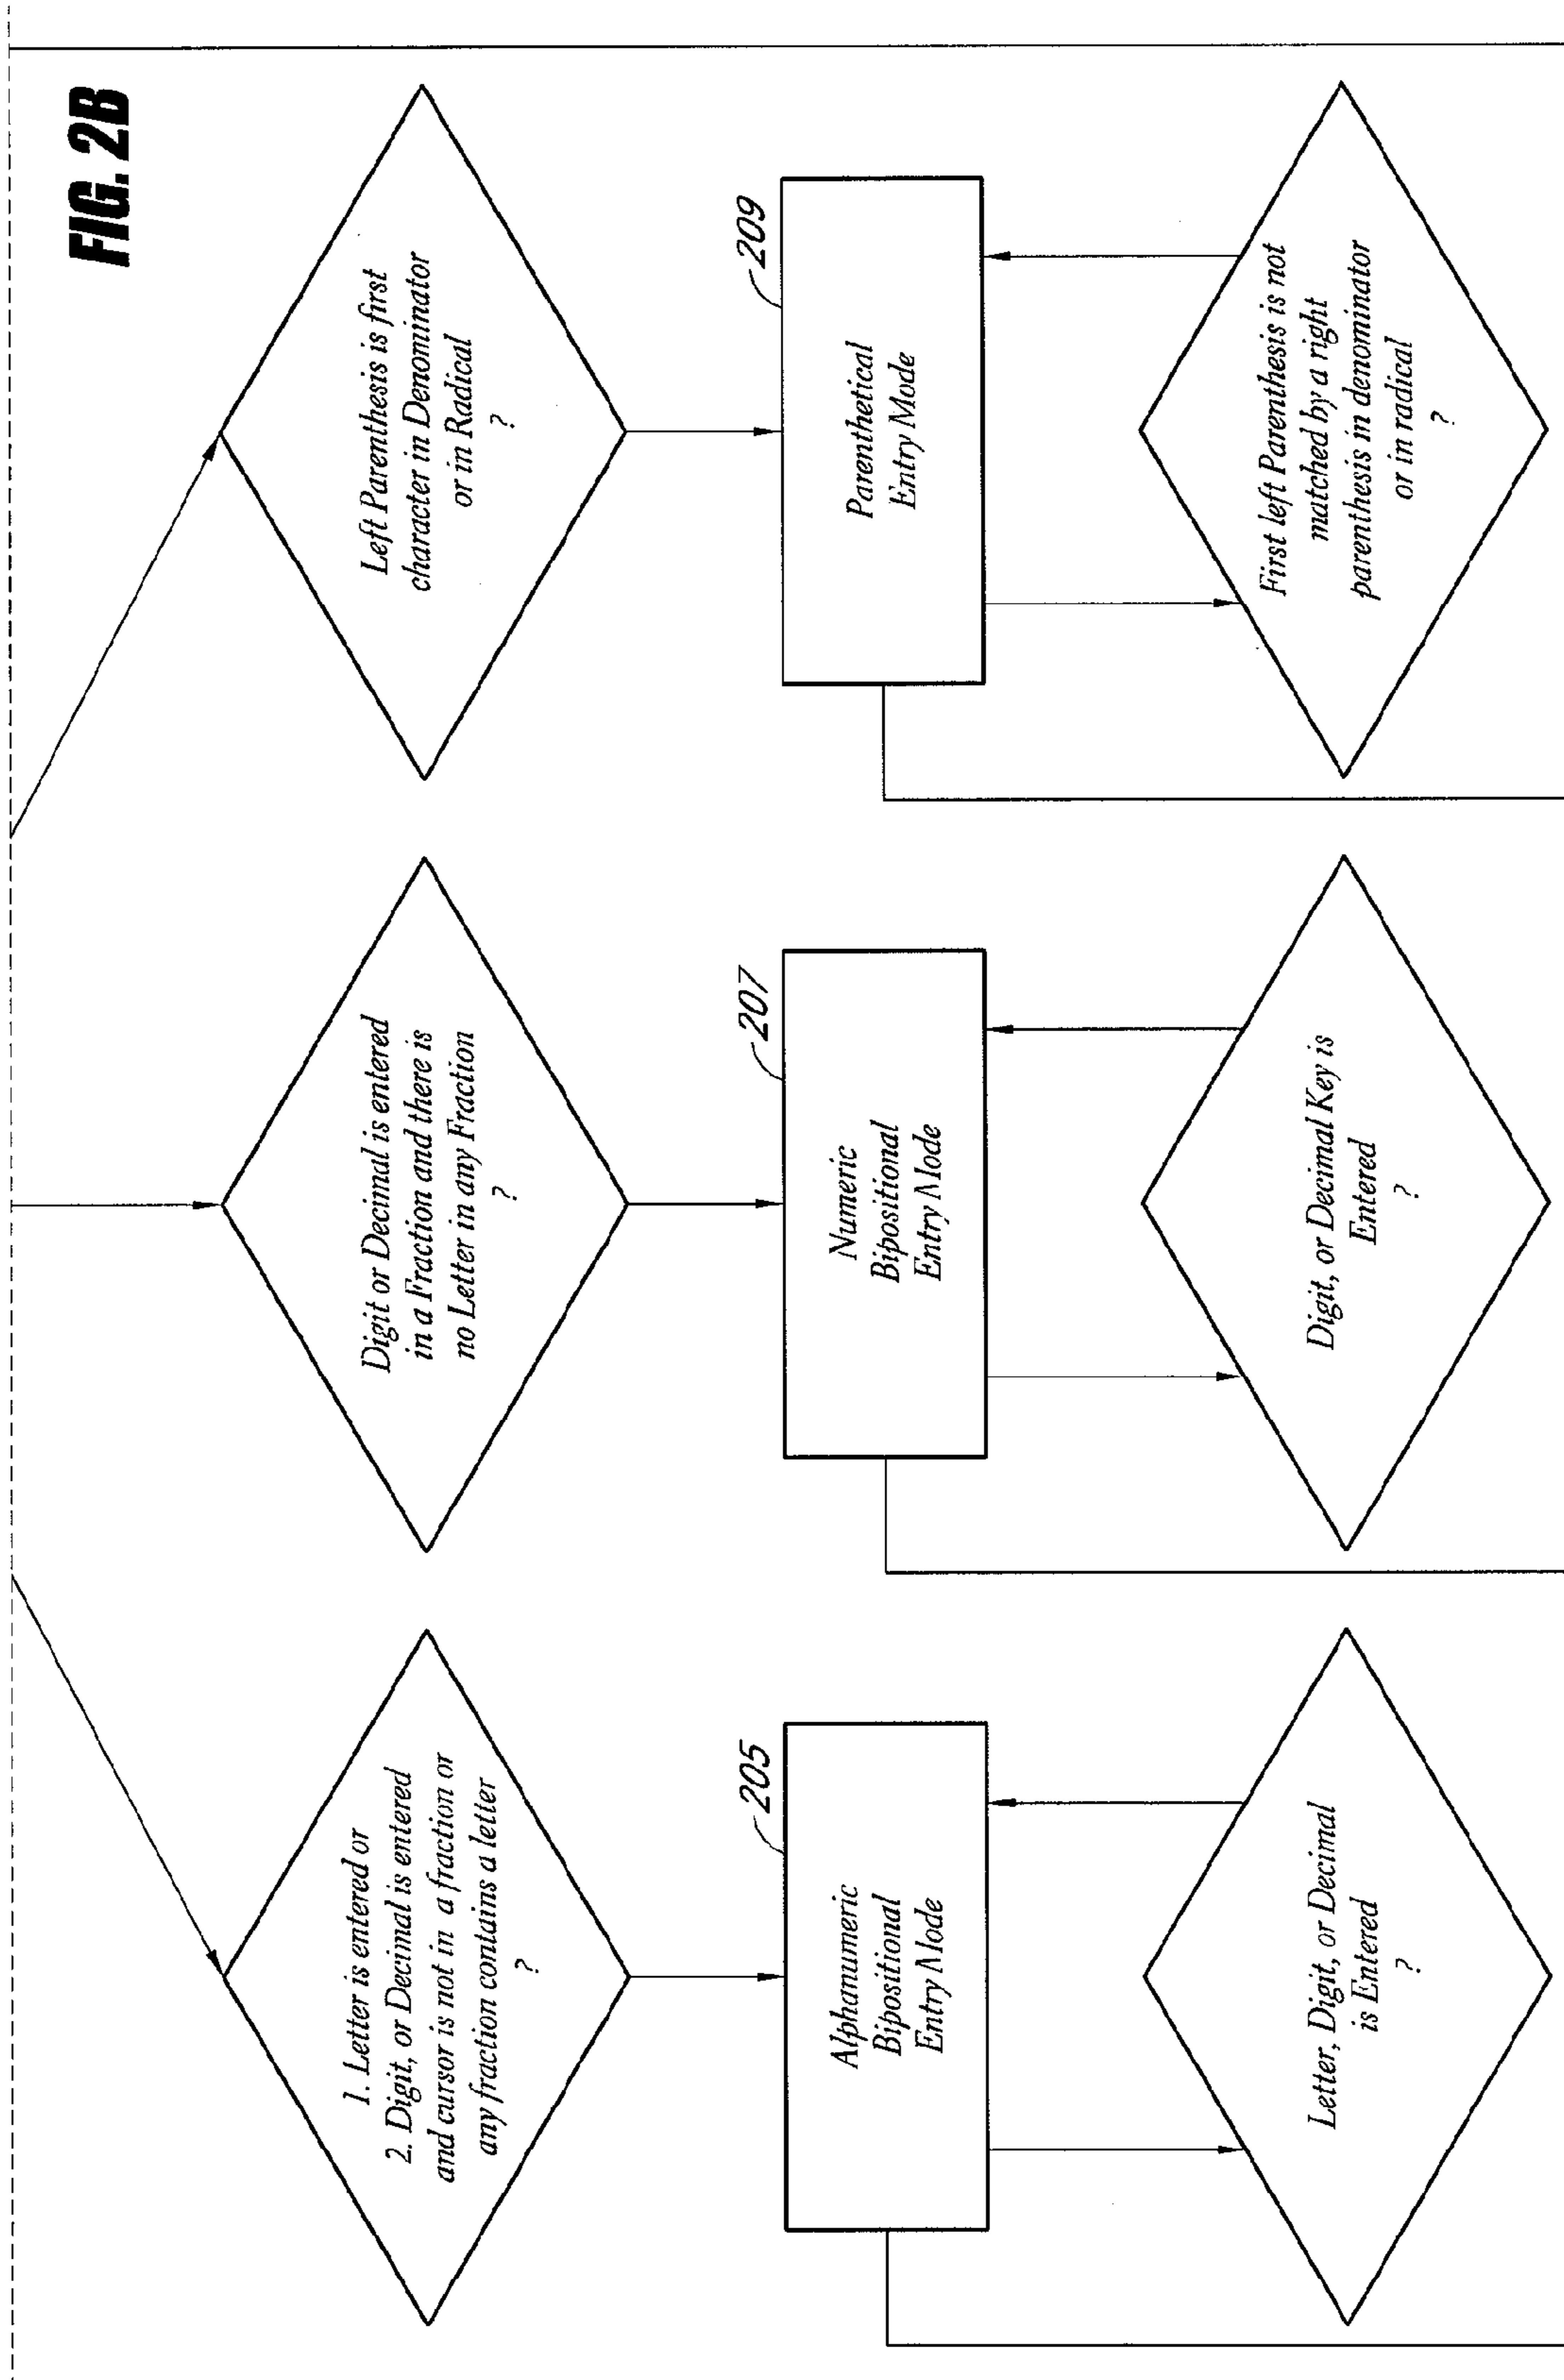 FIG. 2B
1. Letter is entered or
2. Digit, or Decimal is entered
and cursor is not in a fraction or
any fraction contains a letter
?
Digit or Decimal is entered
in a Fraction and there is
no Letter in any Fraction
?
Left Parenthesis is first
character in Denominator
or in Radical
?
205
Alphanumeric
Bipositional
Entry Mode
207
Numeric
Bipositional
Entry Mode
209
Parenthetical
Entry Mode
Letter, Digit, or Decimal
is Entered
?
Digit, or Decimal Key is
Entered
?
First left Parenthesis is not
matched by a right
parenthesis in denominator
or in radical
?